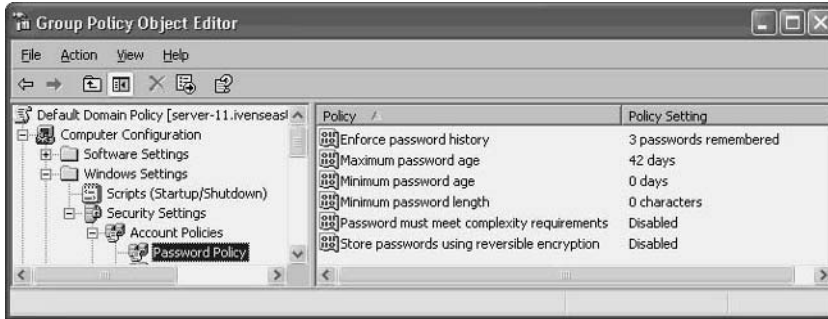 Group Policy Object Editor
File Action View Help
Default Domain Policy [server-11.ivenseast
Computer Configuration
Software Settings
Windows Settings
Scripts (Startup/Shutdown)
Security Settings
Account Policies
Password Policy
Policy Policy Setting
Enforce password history 3 passwords remembered
Maximum password age 42 days
Minimum password age 0 days
Minimum password length 0 characters
Password must meet complexity requirements Disabled
Store passwords using reversible encryption Disabled